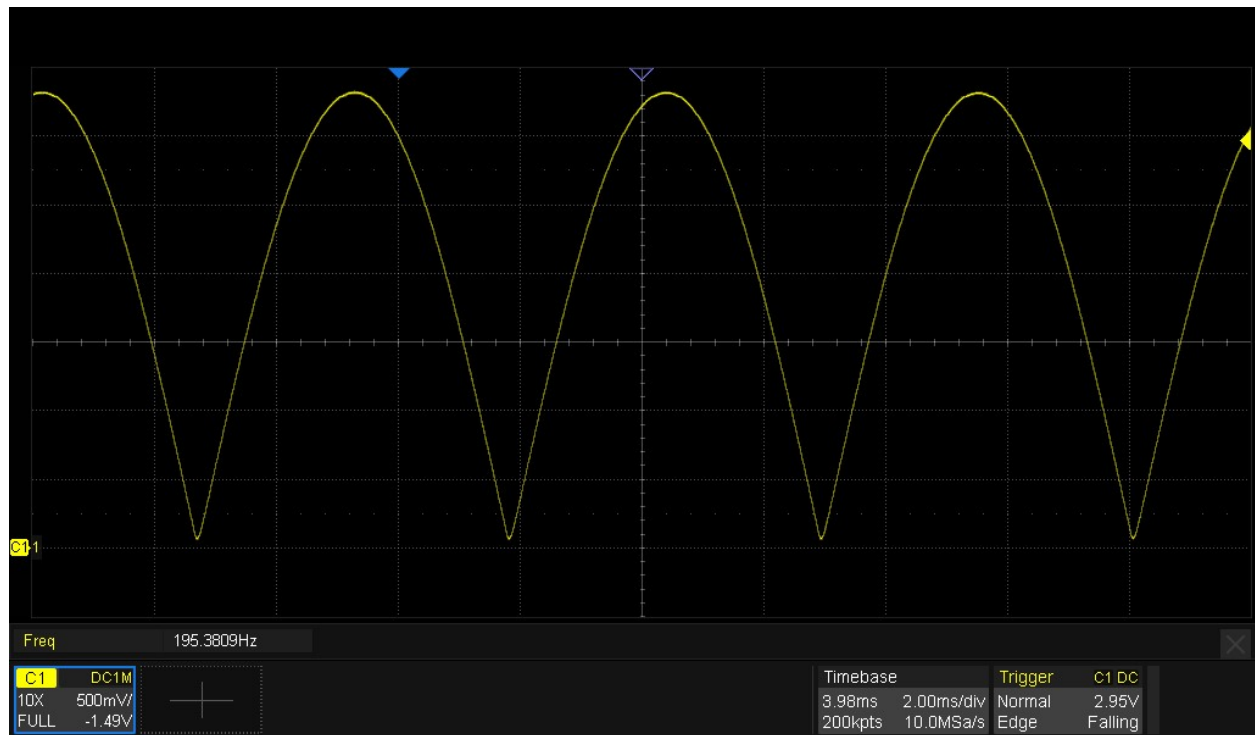 C1 1
Freq 195.3809Hz
C1 DC1M
10X 500mV/
FULL -1.49V
Timebase
3.98ms 2.00ms/div
200kpts 10.0MSa/s
Trigger C1 DC
Normal 2.95V
Edge Falling